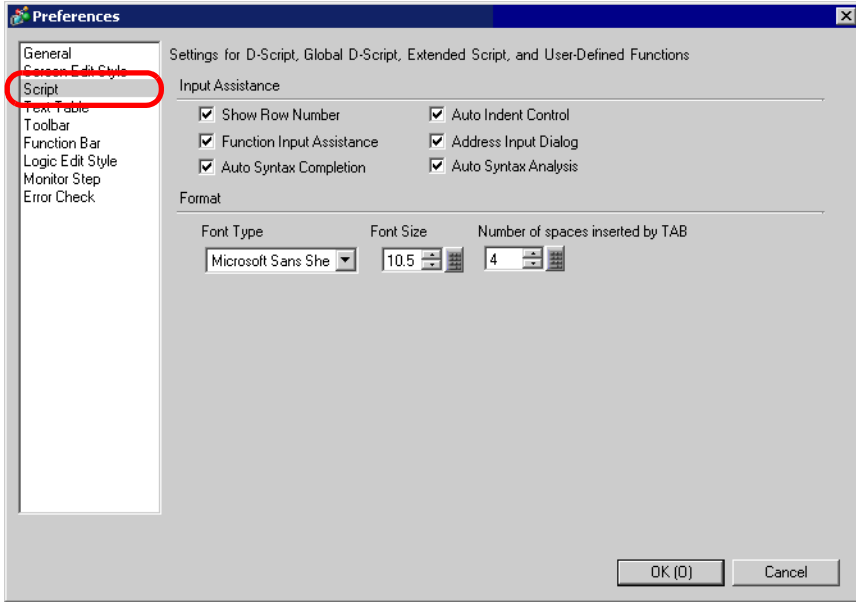 Preferences
General
Screen Edit Style
Script
Text Table
Toolbar
Function Bar
Logic Edit Style
Monitor Step
Error Check
Settings for D-Script, Global D-Script, Extended Script, and User-Defined Functions
Input Assistance
Show Row Number
Auto Indent Control
Function Input Assistance
Address Input Dialog
Auto Syntax Completion
Auto Syntax Analysis
Format
Font Type
Font Size
Number of spaces inserted by TAB
Microsoft Sans She
10.5
4
OK (O)
Cancel